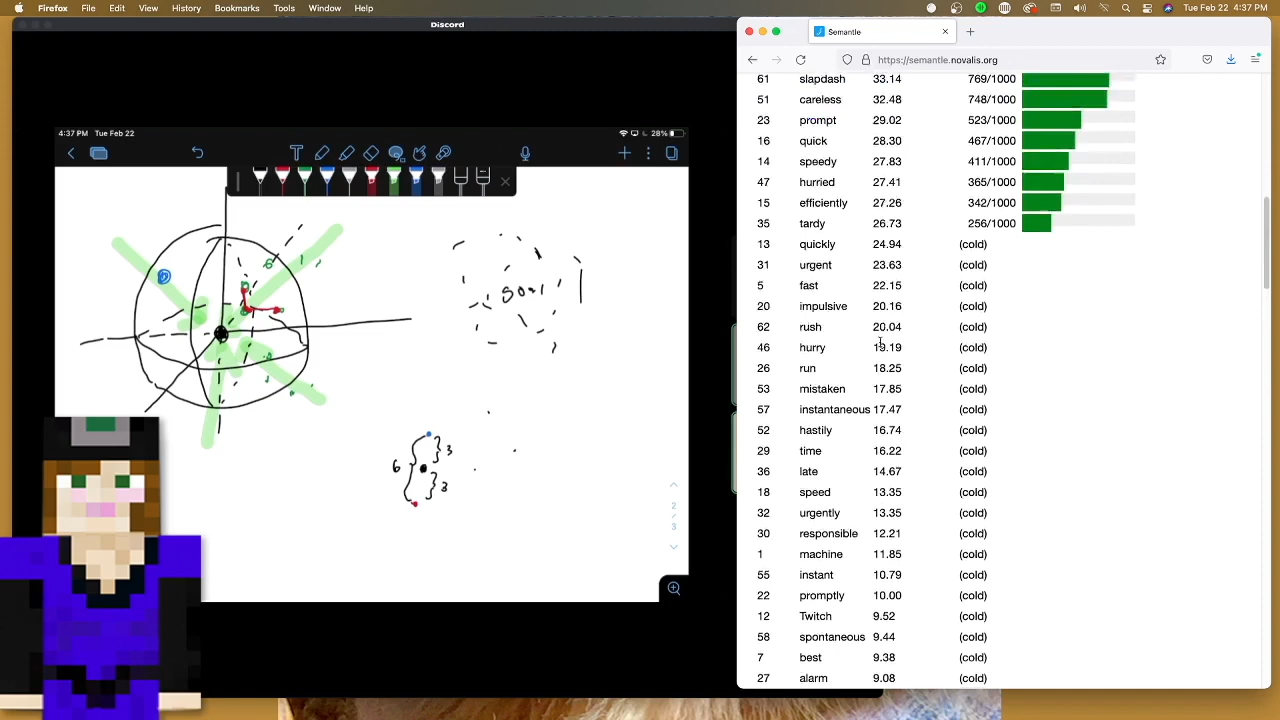 Firefox File Edit View History Bookmarks Tools Window Help
Tue Feb 22 4:37 PM
Discord
4:37 PM Tue Feb 22
28%
6
3
3
2
/
3
Semantle
https://semantle.novalis.org
61 slapdash 33.14 769/1000
51 careless 32.48 748/1000
23 prompt 29.02 523/1000
16 quick 28.30 467/1000
14 speedy 27.83 411/1000
47 hurried 27.41 365/1000
15 efficiently 27.26 342/1000
35 tardy 26.73 256/1000
13 quickly 24.94 (cold)
31 urgent 23.63 (cold)
5 fast 22.15 (cold)
20 impulsive 20.16 (cold)
62 rush 20.04 (cold)
46 hurry 19.19 (cold)
26 run 18.25 (cold)
53 mistaken 17.85 (cold)
57 instantaneous 17.47 (cold)
52 hastily 16.74 (cold)
29 time 16.22 (cold)
36 late 14.67 (cold)
18 speed 13.35 (cold)
32 urgently 13.35 (cold)
30 responsible 12.21 (cold)
1 machine 11.85 (cold)
55 instant 10.79 (cold)
22 promptly 10.00 (cold)
12 Twitch 9.52 (cold)
58 spontaneous 9.44 (cold)
7 best 9.38 (cold)
27 alarm 9.08 (cold)